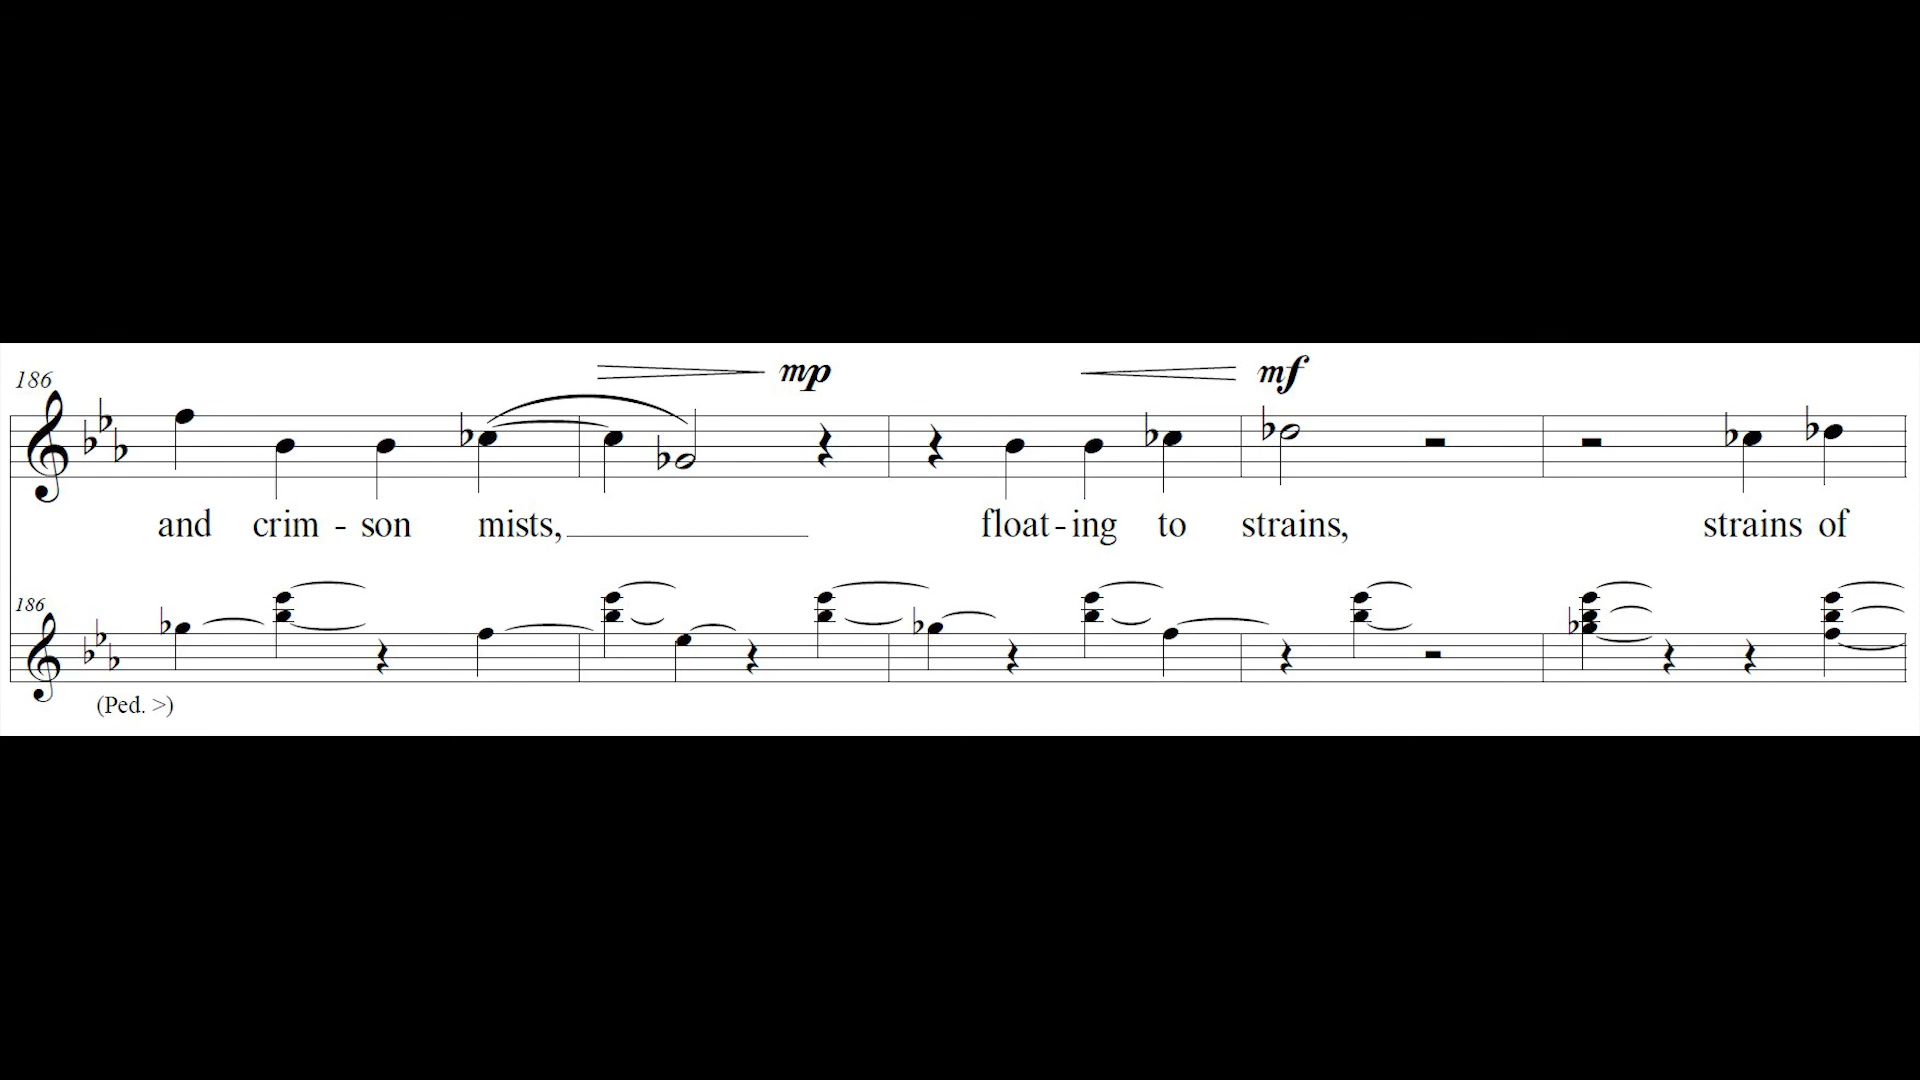 186
mp
mf
and crim - son mists, float - ing to strains, strains of
186
(Ped. >)